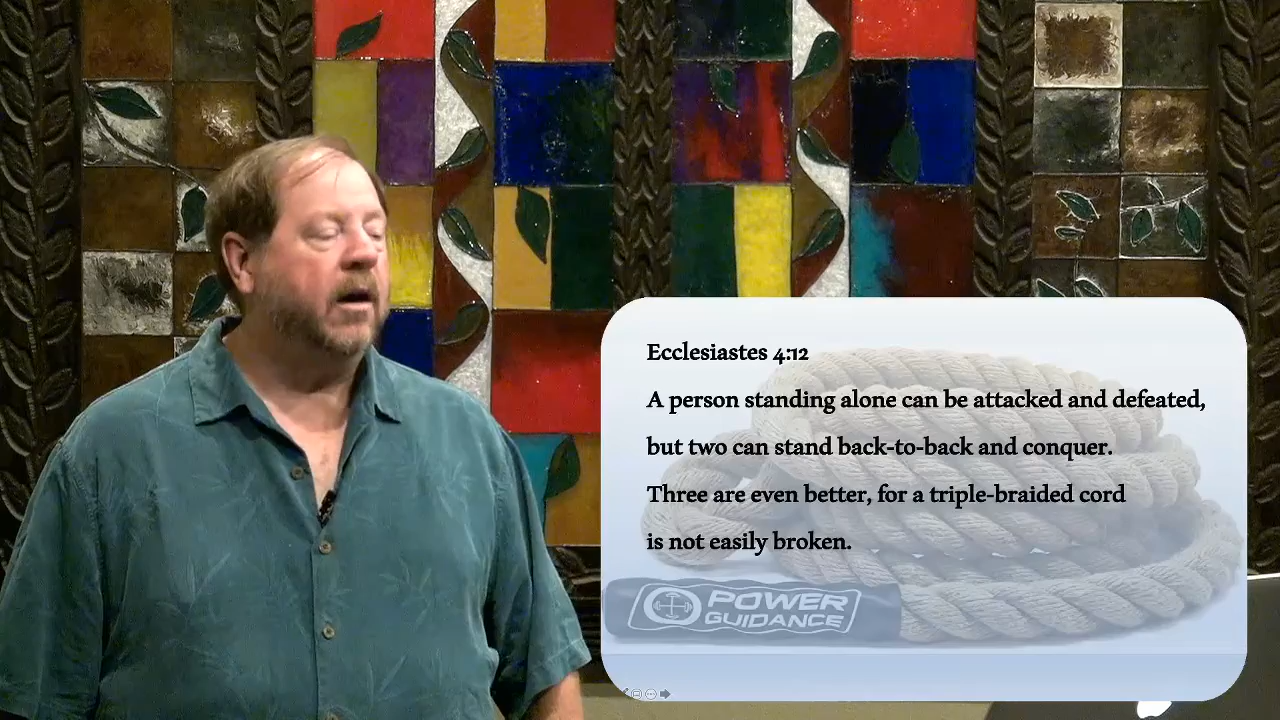 Ecclesiastes 4:12
A person standing alone can be attacked and defeated,
but two can stand back-to-back and conquer.
Three are even better, for a triple-braided cord
is not easily broken.
POWER
GUIDANCE